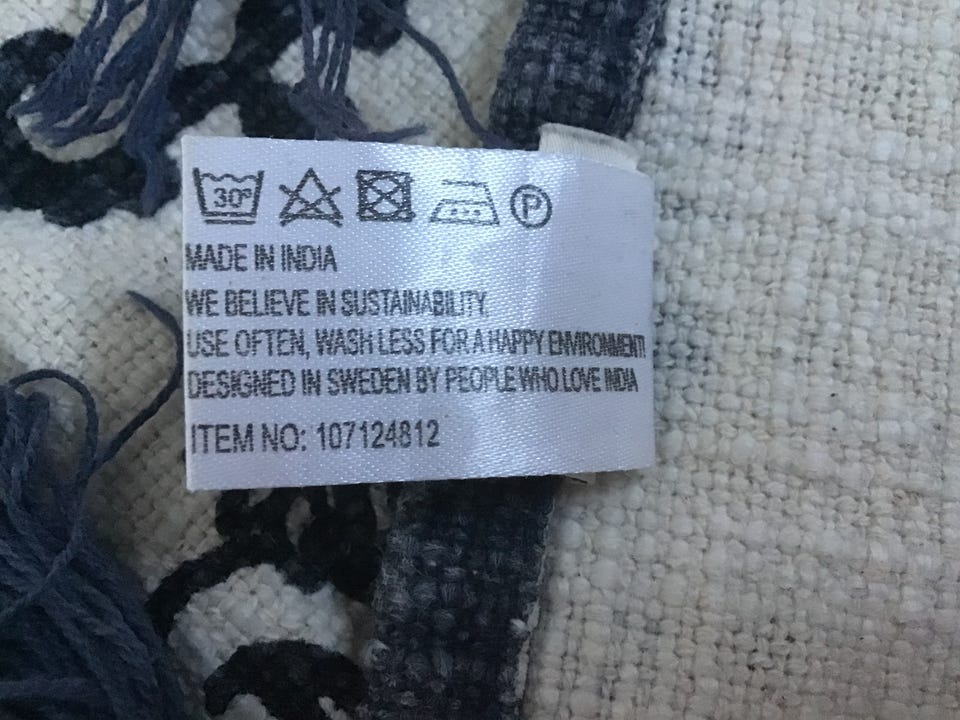 30°
P
MADE IN INDIA
WE BELIEVE IN SUSTAINABILITY.
USE OFTEN, WASH LESS FOR A HAPPY ENVIRONMENT!
DESIGNED IN SWEDEN BY PEOPLE WHO LOVE INDIA
ITEM NO: 107124812